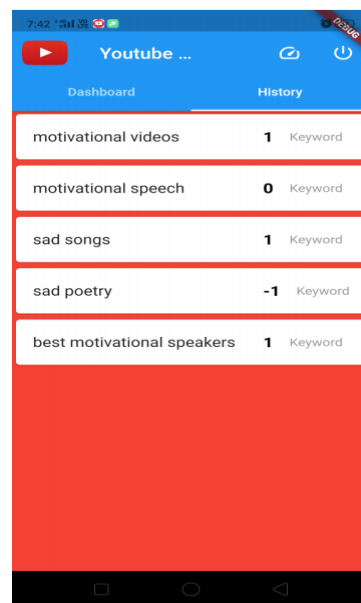 7:42
DEBUG
Youtube ...
Dashboard History
motivational videos 1 Keyword
motivational speech 0 Keyword
sad songs 1 Keyword
sad poetry -1 Keyword
best motivational speakers 1 Keyword